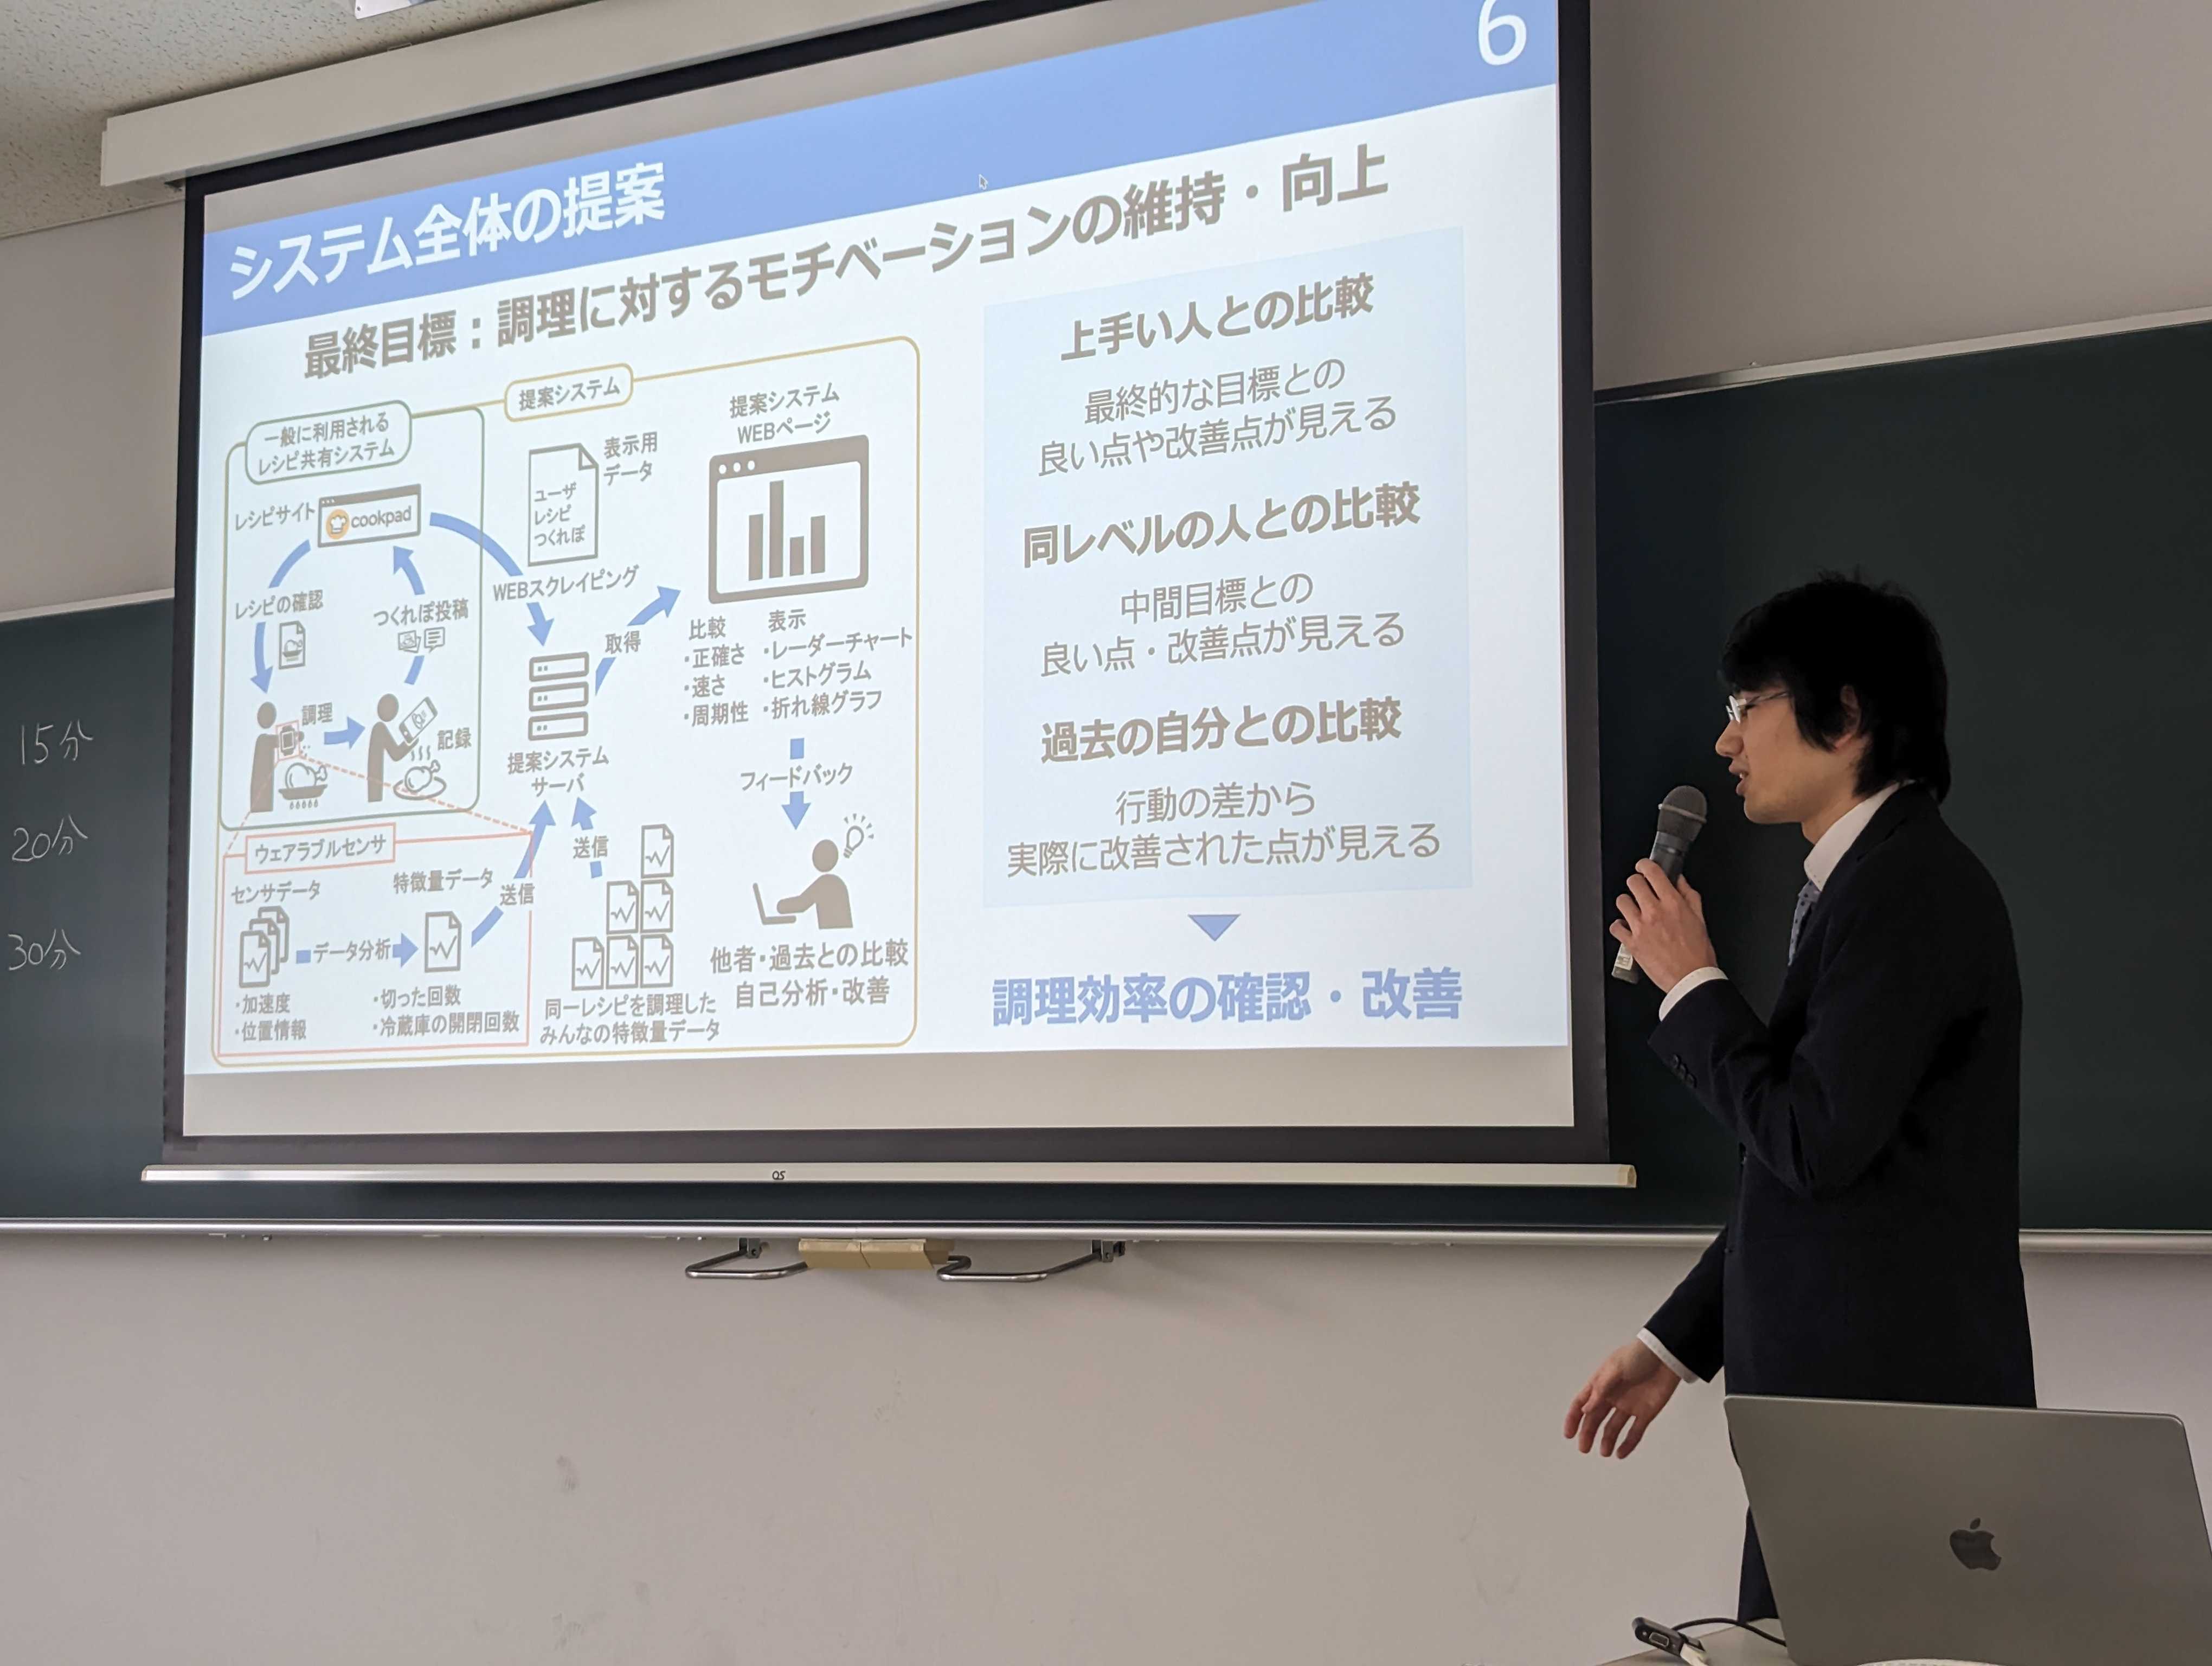 6
システム全体の提案
最終目標：調理に対するモチベーションの維持・向上
提案システム
一般に利用される
レシピ共有システム
レシピサイト
cookpad
レシピの確認
つくれぽ投稿
調理
記録
表示用
データ
ユーザ
レシピ
つくれぽ
WEBスクレイピング
取得
提案システム
サーバ
提案システム
WEBページ
比較
・正確さ
・速さ
・周期性
表示
・レーダーチャート
・ヒストグラム
・折れ線グラフ
フィードバック
他者・過去との比較
自己分析・改善
ウェアラブルセンサ
センサデータ
データ分析
特徴量データ
送信
・加速度
・位置情報
・切った回数
・冷蔵庫の開閉回数
送信
同一レシピを調理した
みんなの特徴量データ
上手い人との比較
最終的な目標との
良い点や改善点が見える
同レベルの人との比較
中間目標との
良い点・改善点が見える
過去の自分との比較
行動の差から
実際に改善された点が見える
調理効率の確認・改善
15分
20分
30分
OS